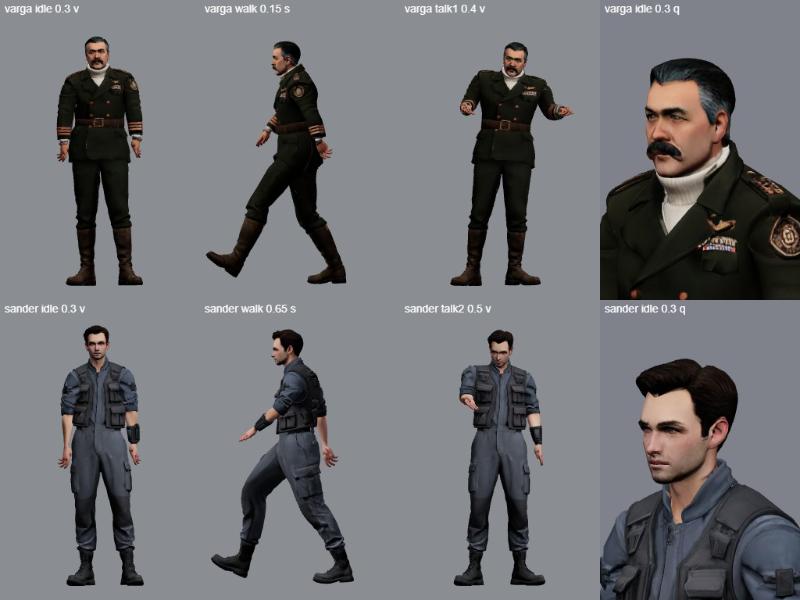 varga idle 0.3 v
varga walk 0.15 s
varga talk1 0.4 v
varga idle 0.3 q
sander idle 0.3 v
sander walk 0.65 s
sander talk2 0.5 v
sander idle 0.3 q